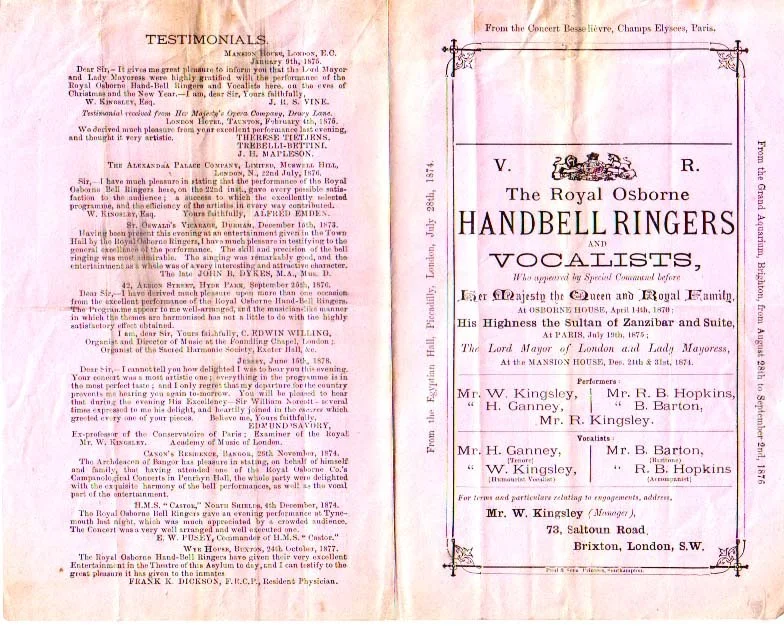 TESTIMONIALS.
MANSION HOUSE, LONDON, E.C.
January 9th, 1875.
Dear Sir,—It gives me great pleasure to inform you that the Lord Mayor
and Lady Mayoress were highly gratified with the performance of the
Royal Osborne Hand-Bell Ringers and Vocalists here, on the eves of
Christmas and the New Year.—I am, dear Sir, Yours faithfully,
W. KINGSLEY, Esq. J. R. S. VINE.
Testimonial received from Her Majesty's Opera Company, Drury Lane.
LONDON HOTEL, TAUNTON, February 4th, 1875.
We derived much pleasure from your excellent performance last evening,
and thought it very artistic. THERESE TIETJENS.
TREBELLI-BETTINI.
J. H. MAPLESON.
THE ALEXANDRA PALACE COMPANY, LIMITED, MUSWELL HILL,
LONDON, N., 22nd July, 1876.
Sir,—I have much pleasure in stating that the performance of the Royal
Osborne Bell Ringers here, on the 22nd inst., gave every possible satis-
faction to the audience; a success to which the excellently selected
programme, and the efficiency of the artistes in every way contributed.
W. KINGSLEY, Esq. Yours faithfully, ALFRED EMDEN.
ST. OSWALD'S VICARAGE, DURHAM, December 15th, 1873.
Having been present this evening at an entertainment given in the Town
Hall by the Royal Osborne Ringers, I have much pleasure in testifying to the
general excellence of the performance. The skill and precision of the bell
ringing was most admirable. The singing was remarkably good, and the
entertainment as a whole was of a very interesting and attractive character.
The late JOHN B. DYKES, M.A., Mus. D.
42, ALBION STREET, HYDE PARK, September 25th, 1876.
Dear Sir,—I have derived much pleasure upon more than one occasion
from the excellent performance of the Royal Osborne Hand-Bell Ringers.
The Programme appear to me well-arranged, and the musician-like manner
in which the themes are harmonised has not a little to do with the highly
satisfactory effect obtained.
I am, dear Sir, Yours faithfully, C. EDWIN WILLING,
Organist and Director of Music at the Foundling Chapel, London;
Organist of the Sacred Harmonic Society, Exeter Hall, &c.
JERSEY, June 15th, 1878.
Dear Sir,—I cannot tell you how delighted I was to hear you this evening.
Your concert was a most artistic one; everything in the programme is in
the most perfect taste; and I only regret that my departure for the country
prevents me hearing you again to-morrow. You will be pleased to hear
that during the evening His Excellency—Sir William Norcott—several
times expressed to me his delight, and heartily joined in the encores which
greeted every one of your pieces. Believe me, Yours faithfully,
EDMUND SAVORY,
Ex-professor of the Conservatoire of Paris; Examiner of the Royal
Mr. W. KINGSLEY. Academy of Music of London.
CANON'S RESIDENCE, BANGOR, 26th November, 1874.
The Archdeacon of Bangor has pleasure in stating, on behalf of himself
and family, that having attended one of the Royal Osborne Co.'s
Campanological Concerts in Penrhyn Hall, the whole party were delighted
with the exquisite harmony of the bell performances, as well as the vocal
part of the entertainment.
H.M.S. "CASTOR," NORTH SHIELDS, 4th December, 1874.
The Royal Osborne Bell Ringers gave an evening performance at Tyne-
mouth last night, which was much appreciated by a crowded audience.
The Concert was a very well arranged and well executed one.
E. W. PUSEY, Commander of H.M.S. "Castor."
WYE HOUSE, BUXTON, 24th October, 1877.
The Royal Osborne Hand-Bell Ringers have given their very excellent
Entertainment in the Theatre of this Asylum to-day, and I can testify to the
great pleasure it has given to the inmates.
FRANK K. DICKSON, F.R.C.P., Resident Physician.
From the Concert Besselièvre, Champs Elysees, Paris.
From the Egyptian Hall, Picadilly, London, July 28th, 1874.
V. R.
The Royal Osborne
HANDBELL RINGERS
AND
VOCALISTS,
Who appeared by Special Command before
Her Majesty the Queen and Royal Family,
At OSBORNE HOUSE, April 14th, 1870;
His Highness the Sultan of Zanzibar and Suite,
At PARIS, July 19th, 1875;
The Lord Mayor of London and Lady Mayoress,
At the MANSION HOUSE, Dec. 24th & 31st, 1874.
Performers:
Mr. W. Kingsley, Mr. R. B. Hopkins,
" H. Ganney, " B. Barton,
Mr. R. Kingsley.
Vocalists:
Mr. H. Ganney, Mr. B. Barton,
(Tenore) (Baritone)
" W. Kingsley, " R. B. Hopkins
(Humourist Vocalist) (Accompanist)
For terms and particulars relating to engagements, address,
Mr. W. Kingsley (Manager),
73, Saltoun Road,
Brixton, London, S.W.
& Sons, Printers, Southampton.
From the Grand Aquarium, Brighton, from August 28th to September 2nd, 1876